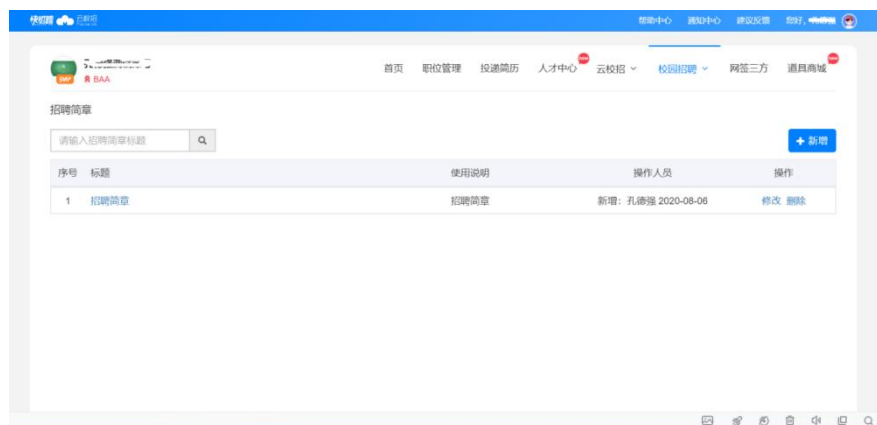 帮助中心 通知中心 建议反馈 您好,
BAA
首页 职位管理 投递简历 人才中心 云校招 校园招聘 网签三方 道具商城
招聘简章
请输入招聘简章标题
+ 新增
序号 标题 使用说明 操作人员 操作
1 招聘简章 招聘简章 新增：孔德强 2020-08-06 修改 删除